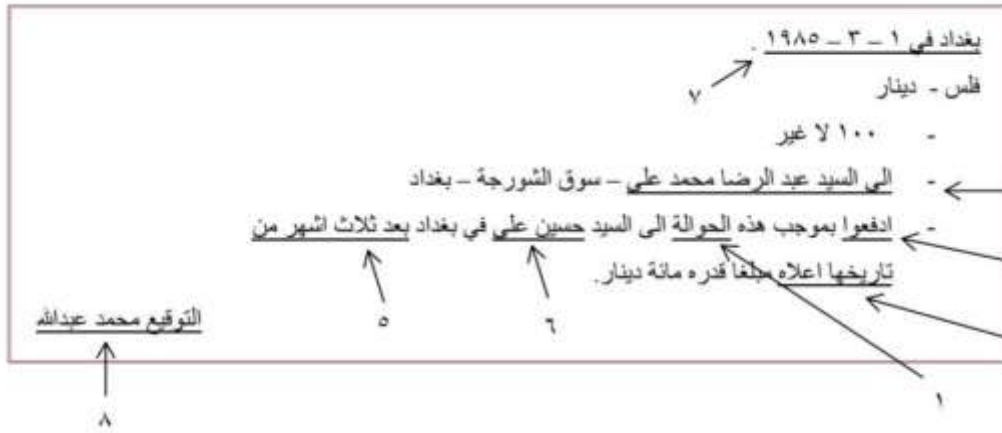 بغداد في ١ – ٣ – ١٩٨٥ .
٧
فلس - دينار
- ١٠٠ لا غير
- الى السيد عبد الرضا محمد علي – سوق الشورجة – بغداد
- ادفعوا بموجب هذه الحوالة الى السيد حسين علي في بغداد بعد ثلاث اشهر من
تاريخها اعلاه مبلغا قدره مائة دينار.
٥ ٦
التوقيع محمد عبدالله
١
٨